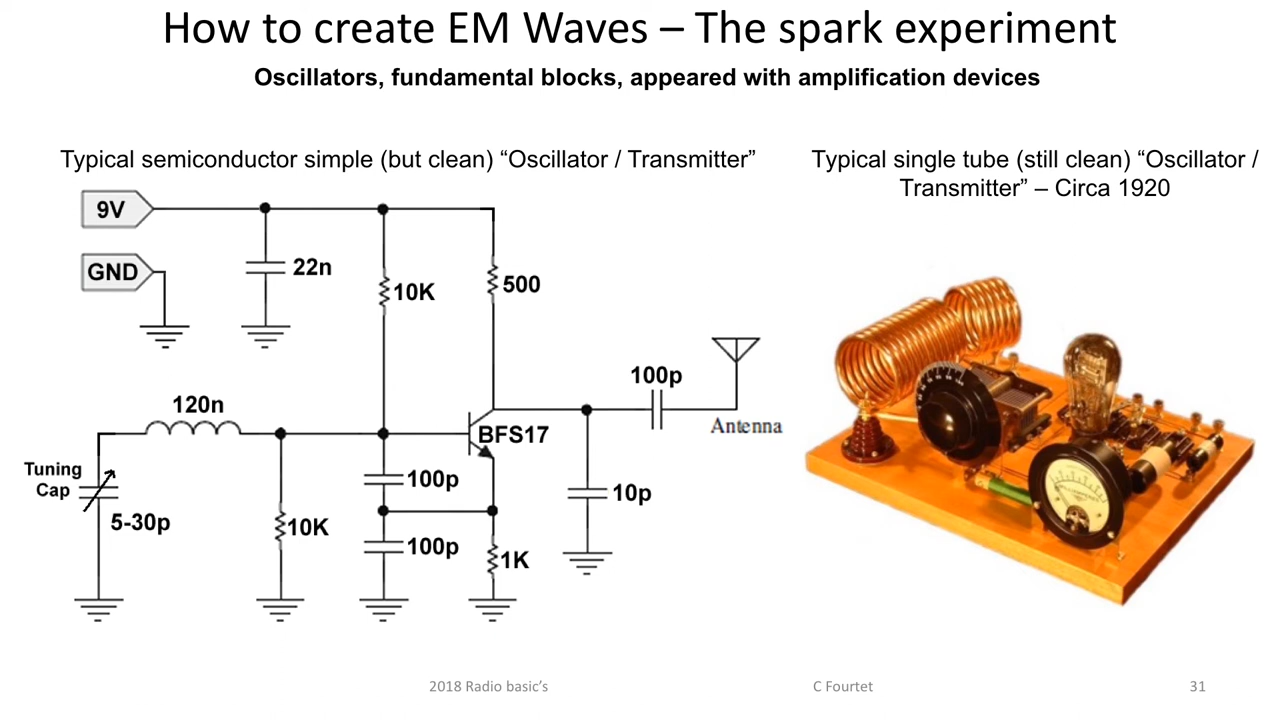 How to create EM Waves – The spark experiment
Oscillators, fundamental blocks, appeared with amplification devices
Typical semiconductor simple (but clean) “Oscillator / Transmitter”
Typical single tube (still clean) “Oscillator /
Transmitter” – Circa 1920
9V
GND
22n
10K
500
100p
Antenna
120n
BFS17
Tuning
Cap
5-30p
100p
10p
10K
100p
1K
2018 Radio basic’s
C Fourtet
31